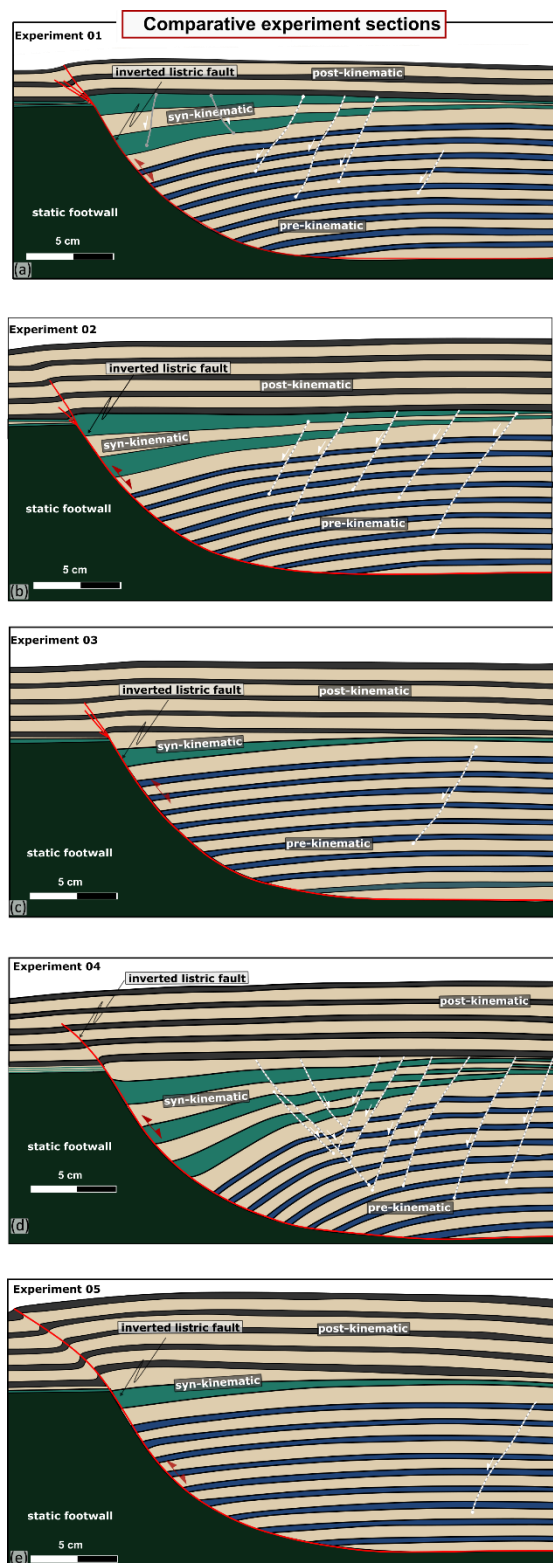 Comparative experiment sections
Experiment 01
inverted listric fault
post-kinematic
syn-kinematic
static footwall
pre-kinematic
5 cm
(a)
Experiment 02
inverted listric fault
post-kinematic
syn-kinematic
static footwall
pre-kinematic
5 cm
(b)
Experiment 03
inverted listric fault
post-kinematic
syn-kinematic
pre-kinematic
static footwall
5 cm
(c)
Experiment 04
inverted listric fault
post-kinematic
syn-kinematic
static footwall
5 cm
pre-kinematic
(d)
Experiment 05
inverted listric fault
post-kinematic
syn-kinematic
static footwall
5 cm
(e)